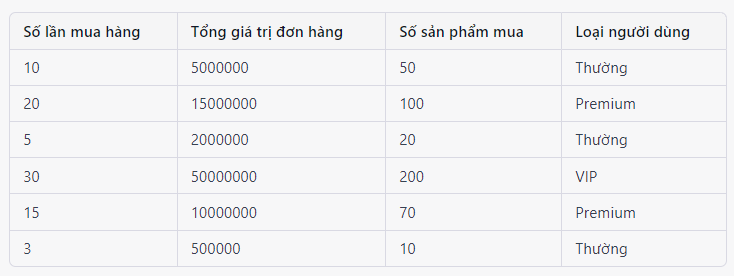 Số lần mua hàng Tổng giá trị đơn hàng Số sản phẩm mua Loại người dùng
10 5000000 50 Thường
20 15000000 100 Premium
5 2000000 20 Thường
30 50000000 200 VIP
15 10000000 70 Premium
3 500000 10 Thường